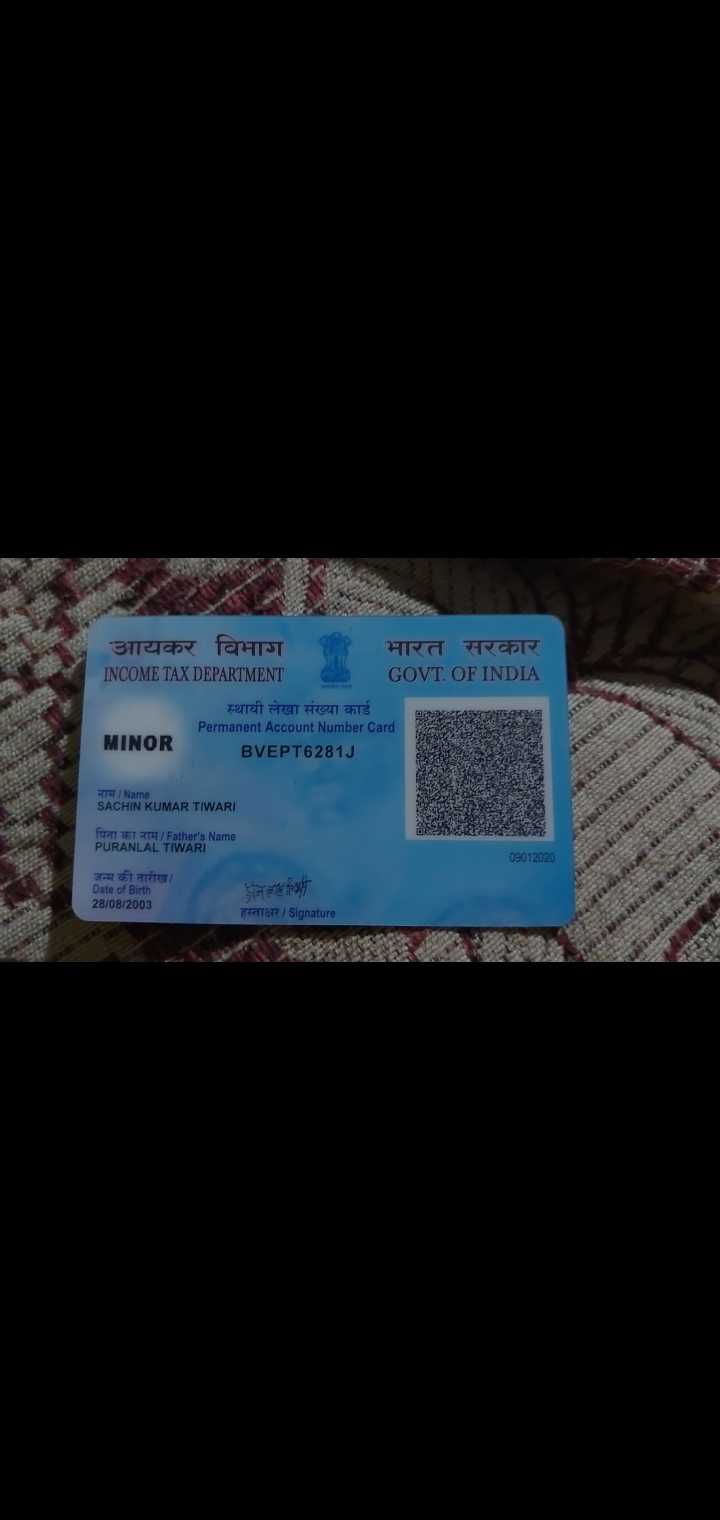 आयकर विभाग
INCOME TAX DEPARTMENT
भारत सरकार
GOVT. OF INDIA
स्थायी लेखा संख्या कार्ड
Permanent Account Number Card
BVEPT6281J
MINOR
नाम / Name
SACHIN KUMAR TIWARI
पिता का नाम / Father's Name
PURANLAL TIWARI
जन्म की तारीख /
Date of Birth
28/08/2003
हस्ताक्षर / Signature
09012020